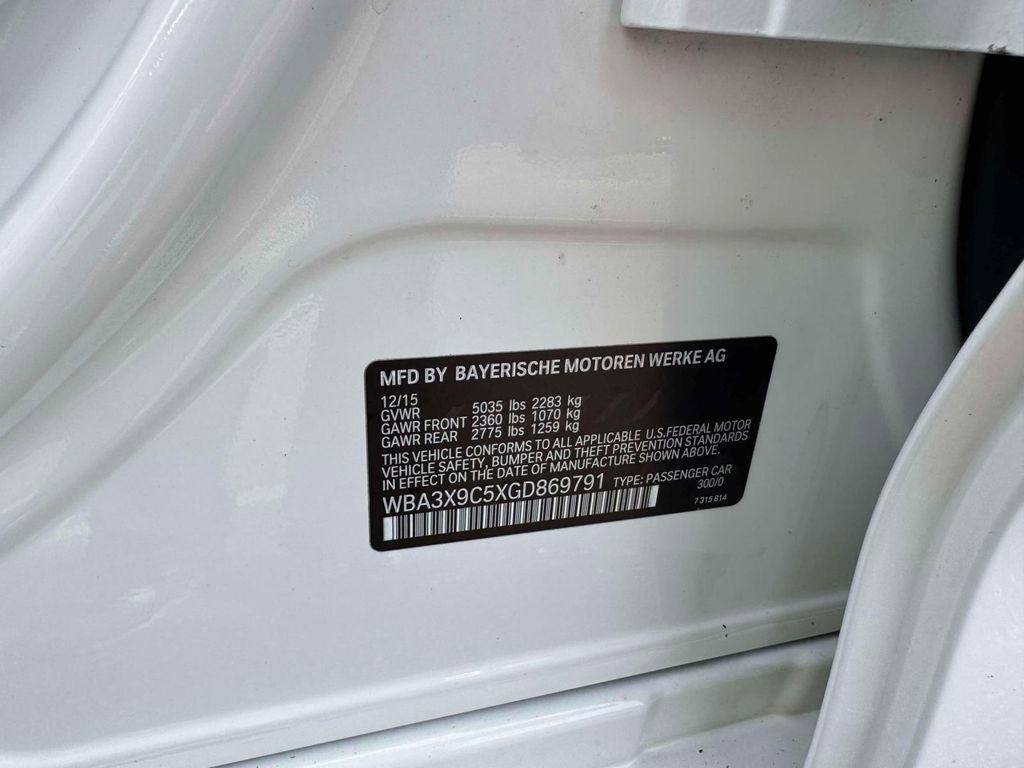 MFD BY BAYERISCHE MOTOREN WERKE AG
12/15
GVWR 5035 lbs 2283 kg
GAWR FRONT 2360 lbs 1070 kg
GAWR REAR 2775 lbs 1259 kg
THIS VEHICLE CONFORMS TO ALL APPLICABLE U.S.FEDERAL MOTOR
VEHICLE SAFETY, BUMPER AND THEFT PREVENTION STANDARDS
IN EFFECT ON THE DATE OF MANUFACTURE SHOWN ABOVE.
WBA3X9C5XGD869791 TYPE: PASSENGER CAR
300/0
7 315 814